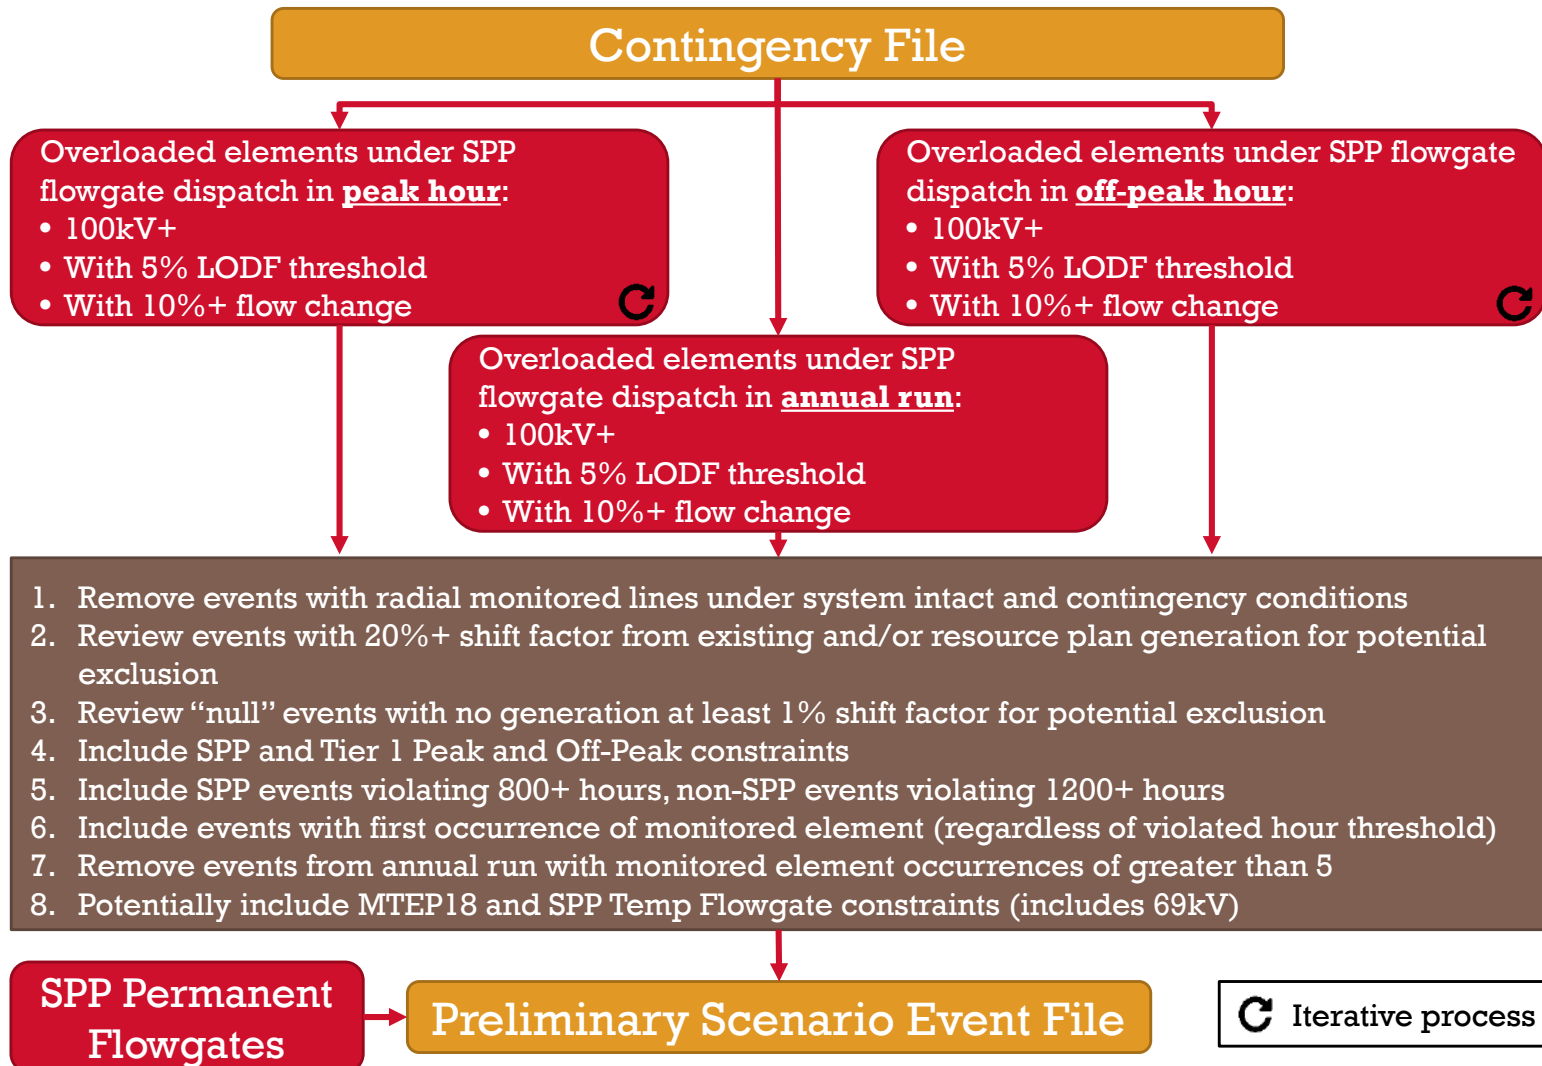 Contingency File
Overloaded elements under SPP
flowgate dispatch in peak hour:
• 100kV+
• With 5% LODF threshold
• With 10%+ flow change
Overloaded elements under SPP flowgate
dispatch in off-peak hour:
• 100kV+
• With 5% LODF threshold
• With 10%+ flow change
Overloaded elements under SPP
flowgate dispatch in annual run:
• 100kV+
• With 5% LODF threshold
• With 10%+ flow change
1. Remove events with radial monitored lines under system intact and contingency conditions
2. Review events with 20%+ shift factor from existing and/or resource plan generation for potential
exclusion
3. Review “null” events with no generation at least 1% shift factor for potential exclusion
4. Include SPP and Tier 1 Peak and Off-Peak constraints
5. Include SPP events violating 800+ hours, non-SPP events violating 1200+ hours
6. Include events with first occurrence of monitored element (regardless of violated hour threshold)
7. Remove events from annual run with monitored element occurrences of greater than 5
8. Potentially include MTEP18 and SPP Temp Flowgate constraints (includes 69kV)
SPP Permanent
Flowgates
Preliminary Scenario Event File
Iterative process